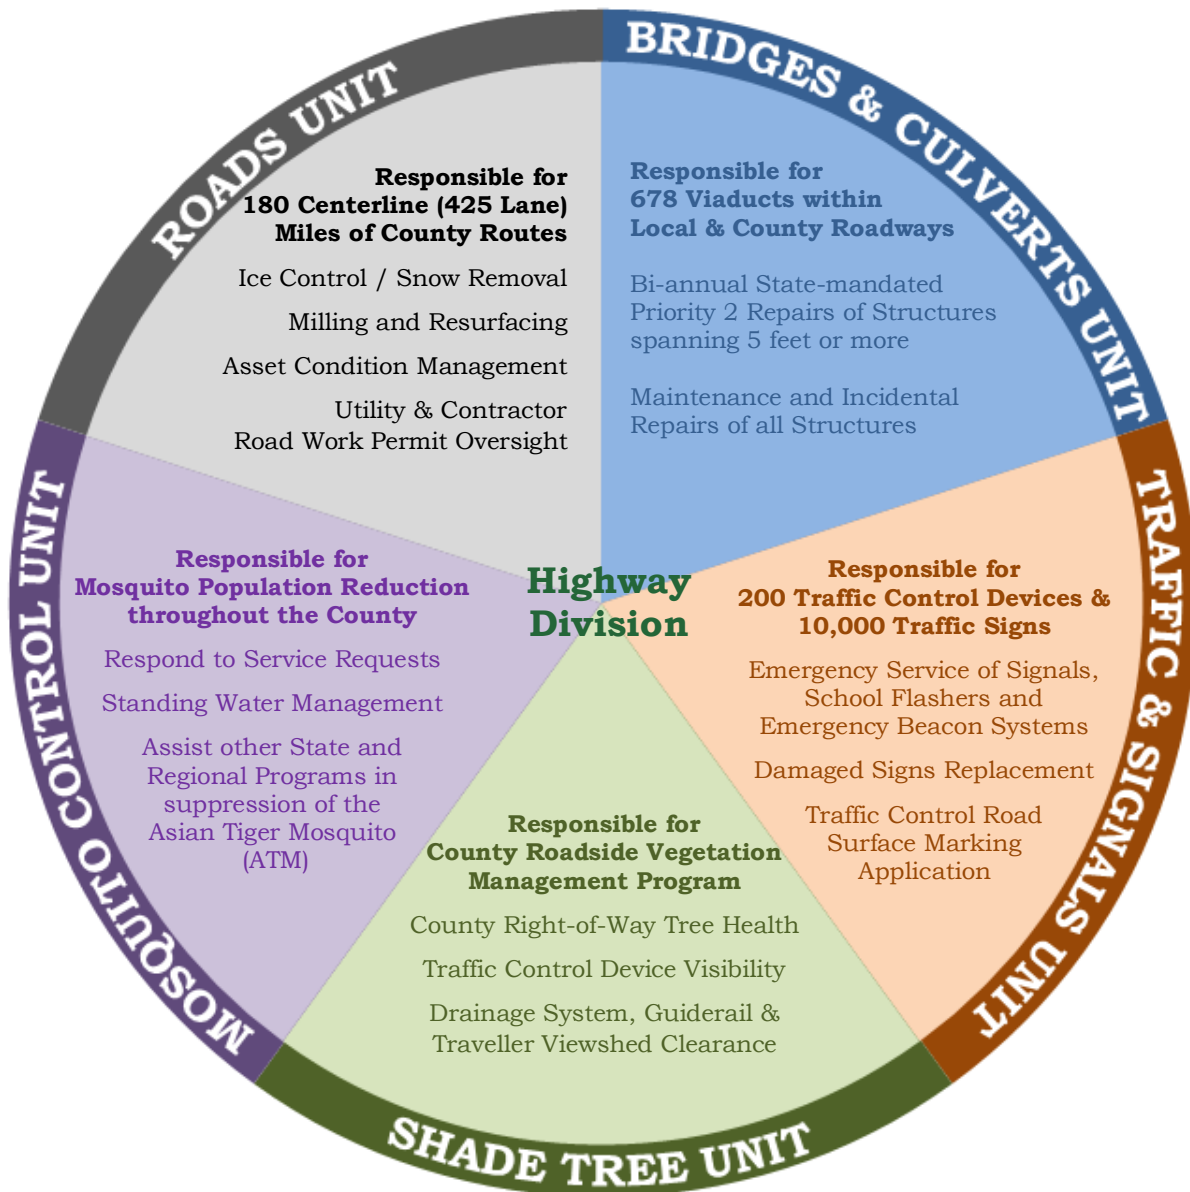 ROADS UNIT
Responsible for
180 Centerline (425 Lane)
Miles of County Routes
Ice Control / Snow Removal
Milling and Resurfacing
Asset Condition Management
Utility & Contractor
Road Work Permit Oversight
BRIDGES & CULVERTS UNIT
Responsible for
678 Viaducts within
Local & County Roadways
Bi-annual State-mandated
Priority 2 Repairs of Structures
spanning 5 feet or more
Maintenance and Incidental
Repairs of all Structures
Highway
Division
MOSQUITO CONTROL UNIT
Responsible for
Mosquito Population Reduction
throughout the County
Respond to Service Requests
Standing Water Management
Assist other State and
Regional Programs in
suppression of the
Asian Tiger Mosquito
(ATM)
TRAFFIC & SIGNALS UNIT
Responsible for
200 Traffic Control Devices &
10,000 Traffic Signs
Emergency Service of Signals,
School Flashers and
Emergency Beacon Systems
Damaged Signs Replacement
Traffic Control Road
Surface Marking
Application
Responsible for
County Roadside Vegetation
Management Program
County Right-of-Way Tree Health
Traffic Control Device Visibility
Drainage System, Guiderail &
Traveller Viewshed Clearance
SHADE TREE UNIT